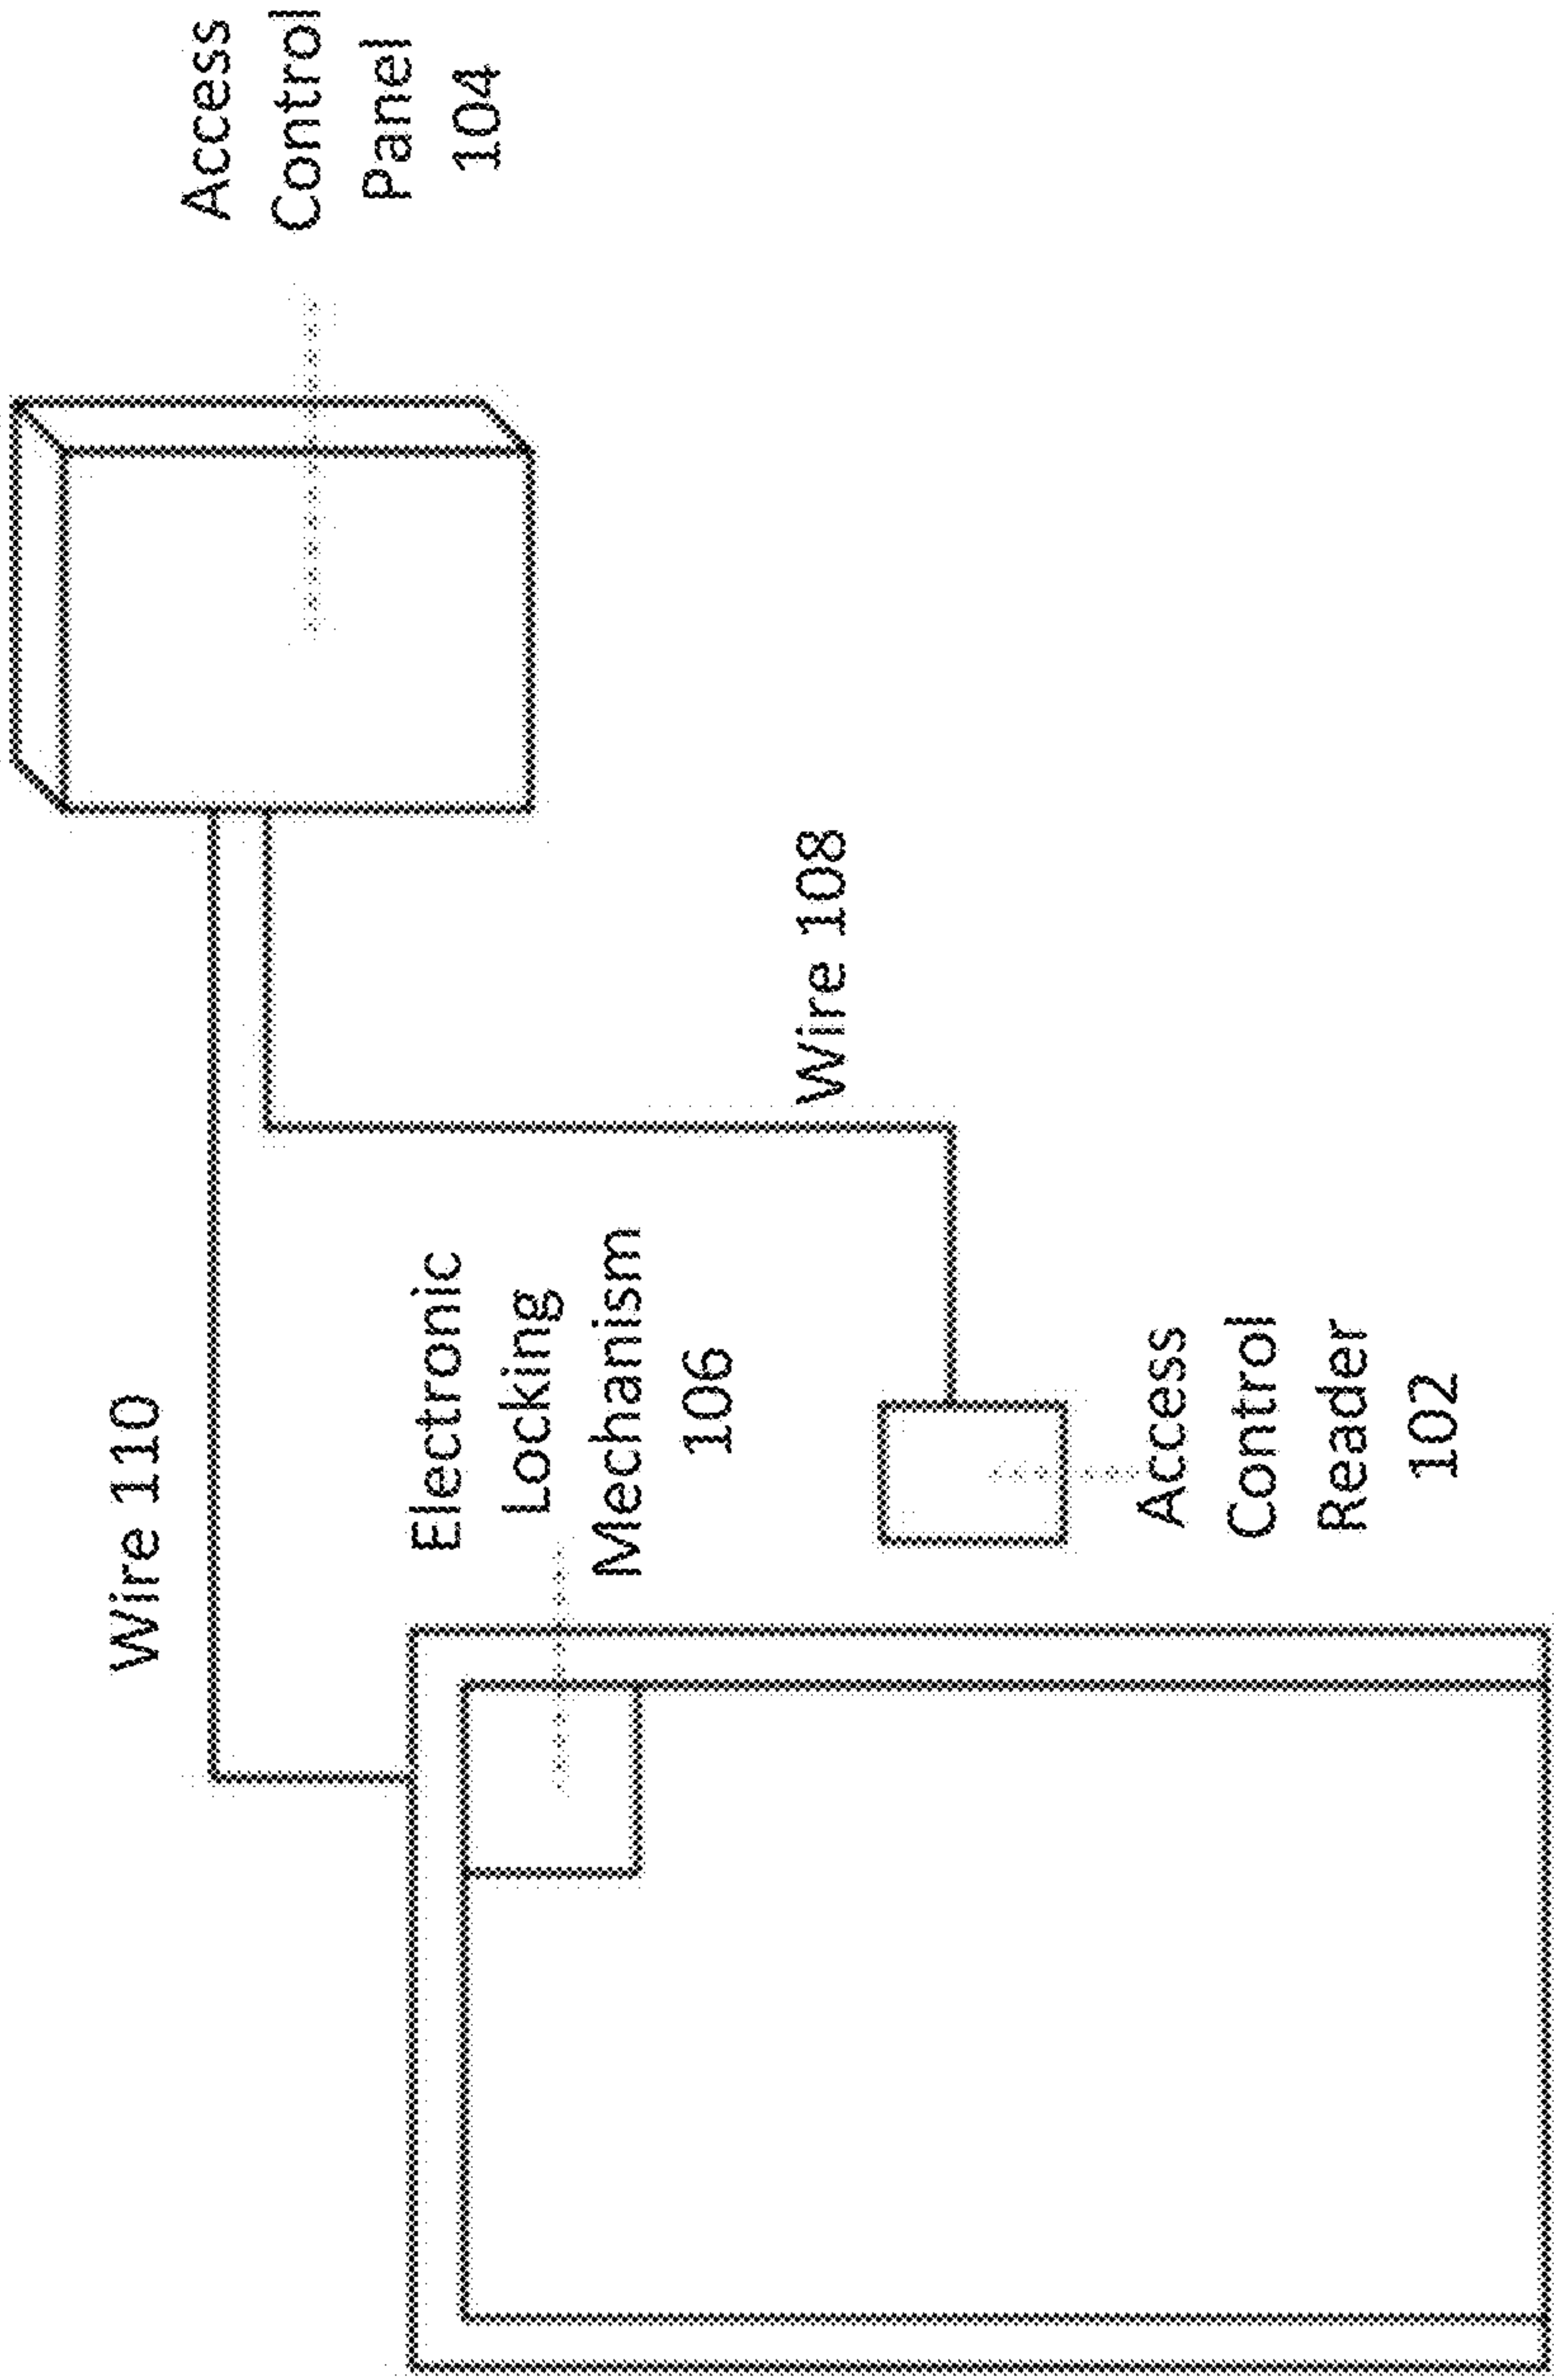 Wire 110
Access
Control
Panel
104
Electronic
Locking
Mechanism
106
Wire 108
Access
Control
Reader
102